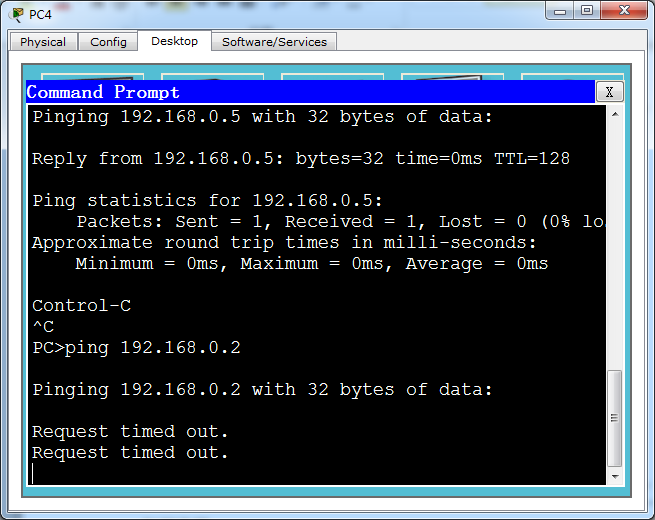 PC4
Physical Config Desktop Software/Services
Command Prompt X
Pinging 192.168.0.5 with 32 bytes of data:
Reply from 192.168.0.5: bytes=32 time=0ms TTL=128
Ping statistics for 192.168.0.5:
Packets: Sent = 1, Received = 1, Lost = 0 (0% lo
Approximate round trip times in milli-seconds:
Minimum = 0ms, Maximum = 0ms, Average = 0ms
Control-C
^C
PC>ping 192.168.0.2
Pinging 192.168.0.2 with 32 bytes of data:
Request timed out.
Request timed out.